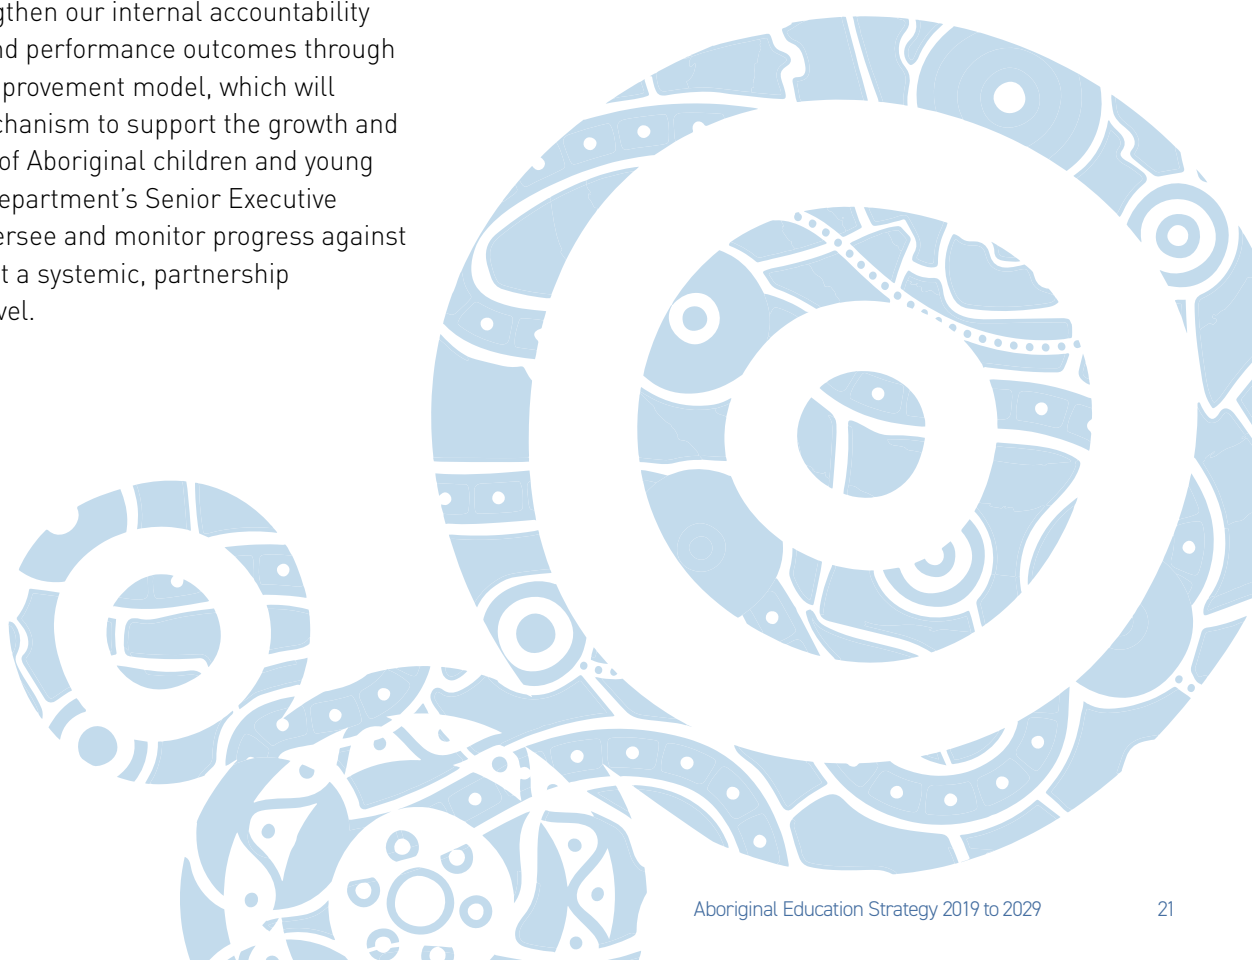 gthen our internal accountability
nd performance outcomes through
provement model, which will
chanism to support the growth and
of Aboriginal children and young
epartment’s Senior Executive
ersee and monitor progress against
t a systemic, partnership
vel.
Aboriginal Education Strategy 2019 to 2029 21